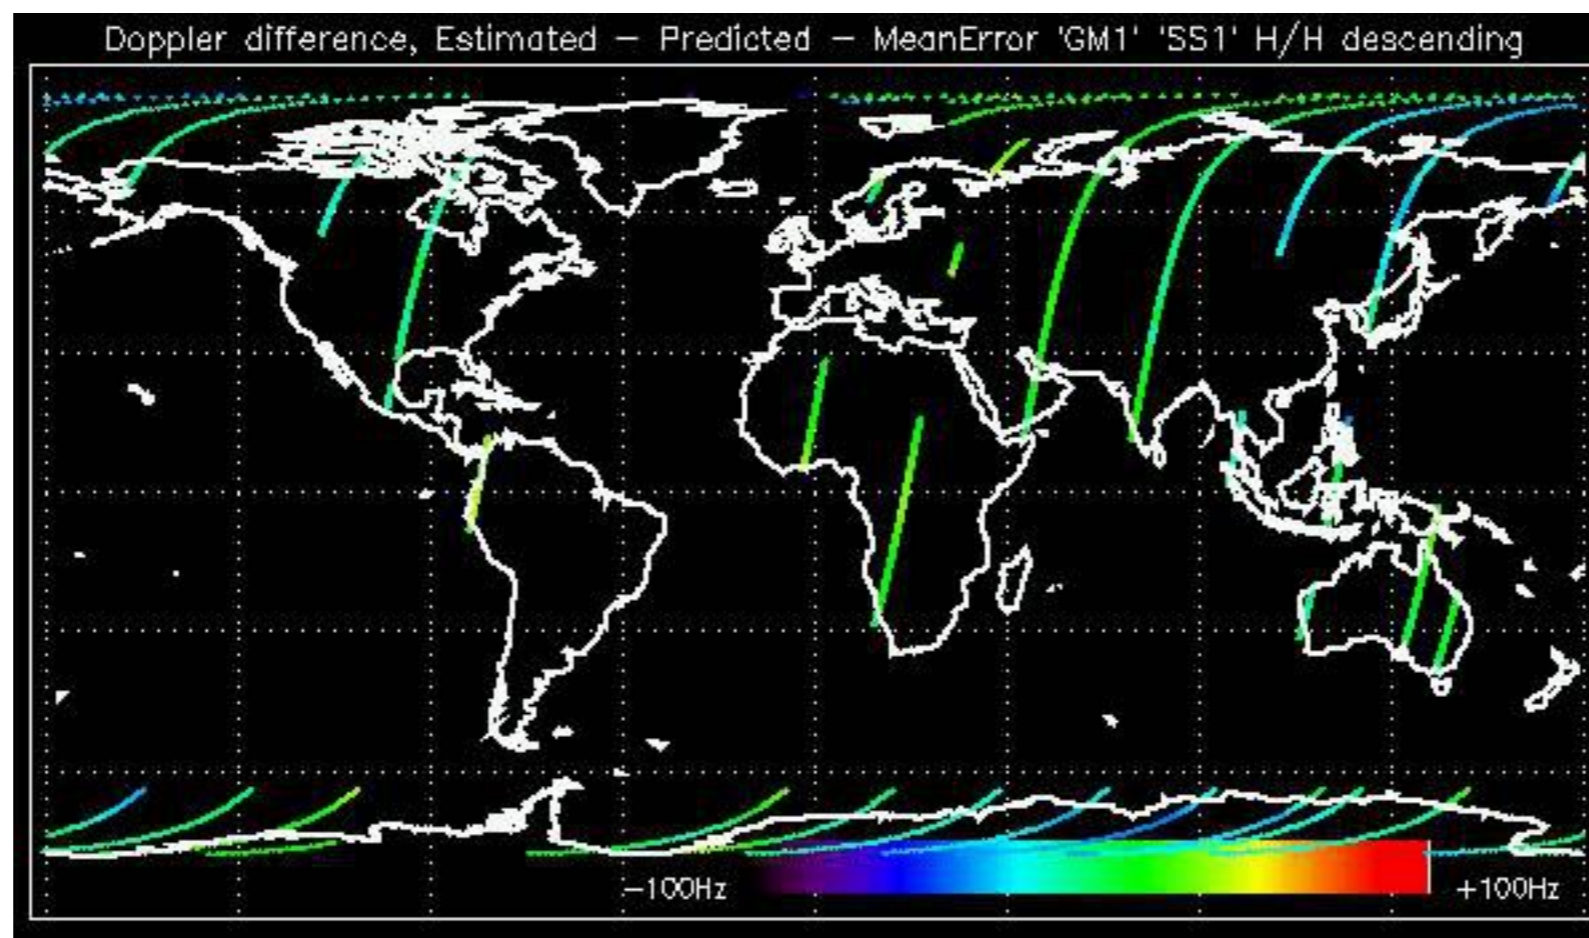 Doppler difference, Estimated − Predicted − MeanError 'GM1' 'SS1' H/H descending
−100Hz
+100Hz